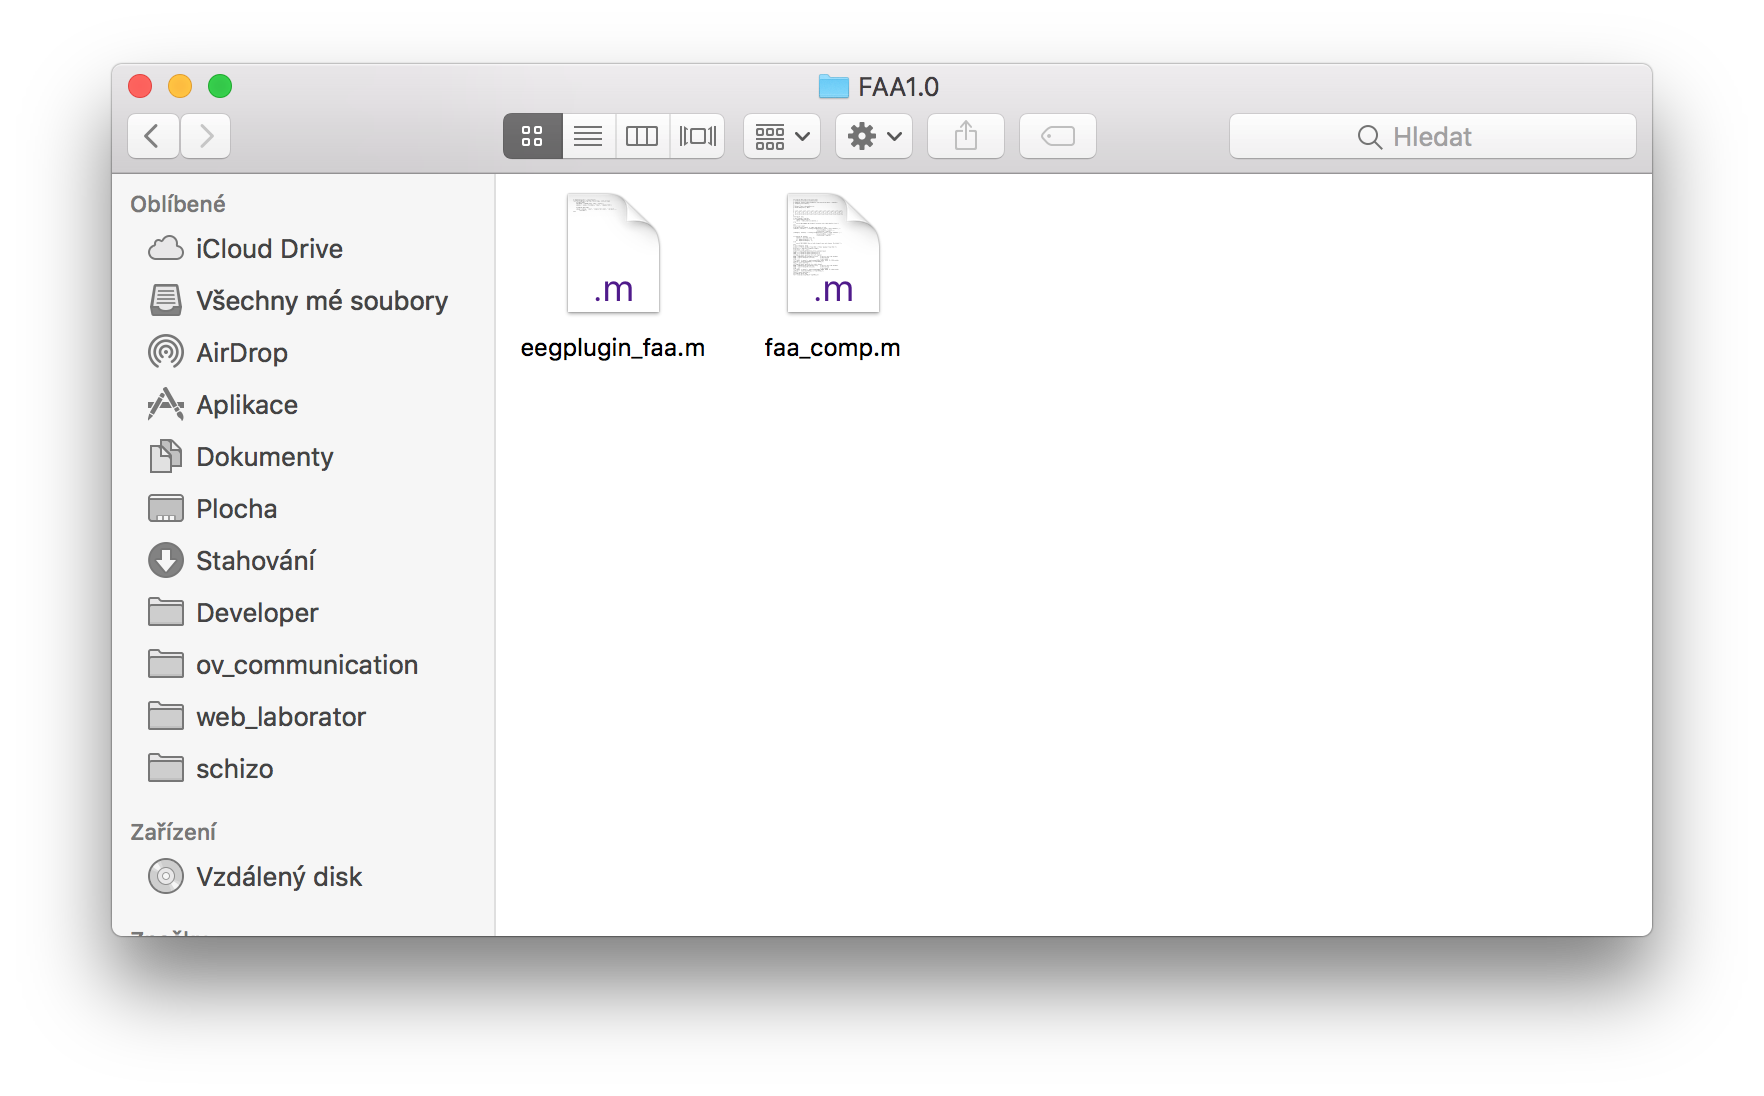 FAA1.0
Hledat
Oblíbené
iCloud Drive
Všechny mé soubory
AirDrop
Aplikace
Dokumenty
Plocha
Stahování
Developer
ov_communication
web_laborator
schizo
Zařízení
Vzdálený disk
.m
.m
eegplugin_faa.m
faa_comp.m